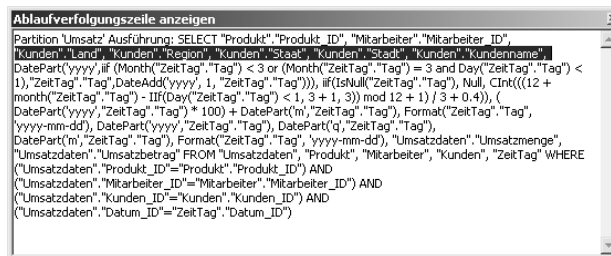 Ablaufverfolgungszeile anzeigen
Partition 'Umsatz' Ausführung: SELECT "Produkt"."Produkt_ID", "Mitarbeiter"."Mitarbeiter_ID",
"Kunden"."Land", "Kunden"."Region", "Kunden"."Staat", "Kunden"."Stadt", "Kunden"."Kundenname",
DatePart('yyyy',iif (Month("ZeitTag"."Tag") < 3 or (Month("ZeitTag"."Tag") = 3 and Day("ZeitTag"."Tag") <
1),"ZeitTag"."Tag",DateAdd('yyyy', 1, "ZeitTag"."Tag"))), iif(IsNull("ZeitTag"."Tag"), Null, CInt(((12 +
month("ZeitTag"."Tag") - IIf(Day("ZeitTag"."Tag") < 1, 3 + 1, 3)) mod 12 + 1) / 3 + 0.4)), (
DatePart('yyyy',"ZeitTag"."Tag") * 100) + DatePart('m',"ZeitTag"."Tag"), Format("ZeitTag"."Tag",
'yyyy-mm-dd'), DatePart('yyyy',"ZeitTag"."Tag"), DatePart('q',"ZeitTag"."Tag"),
DatePart('m',"ZeitTag"."Tag"), Format("ZeitTag"."Tag", 'yyyy-mm-dd'), "Umsatzdaten"."Umsatzmenge",
"Umsatzdaten"."Umsatzbetrag" FROM "Umsatzdaten", "Produkt", "Mitarbeiter", "Kunden", "ZeitTag" WHERE
("Umsatzdaten"."Produkt_ID"="Produkt"."Produkt_ID") AND
("Umsatzdaten"."Mitarbeiter_ID"="Mitarbeiter"."Mitarbeiter_ID") AND
("Umsatzdaten"."Kunden_ID"="Kunden"."Kunden_ID") AND
("Umsatzdaten"."Datum_ID"="ZeitTag"."Datum_ID")